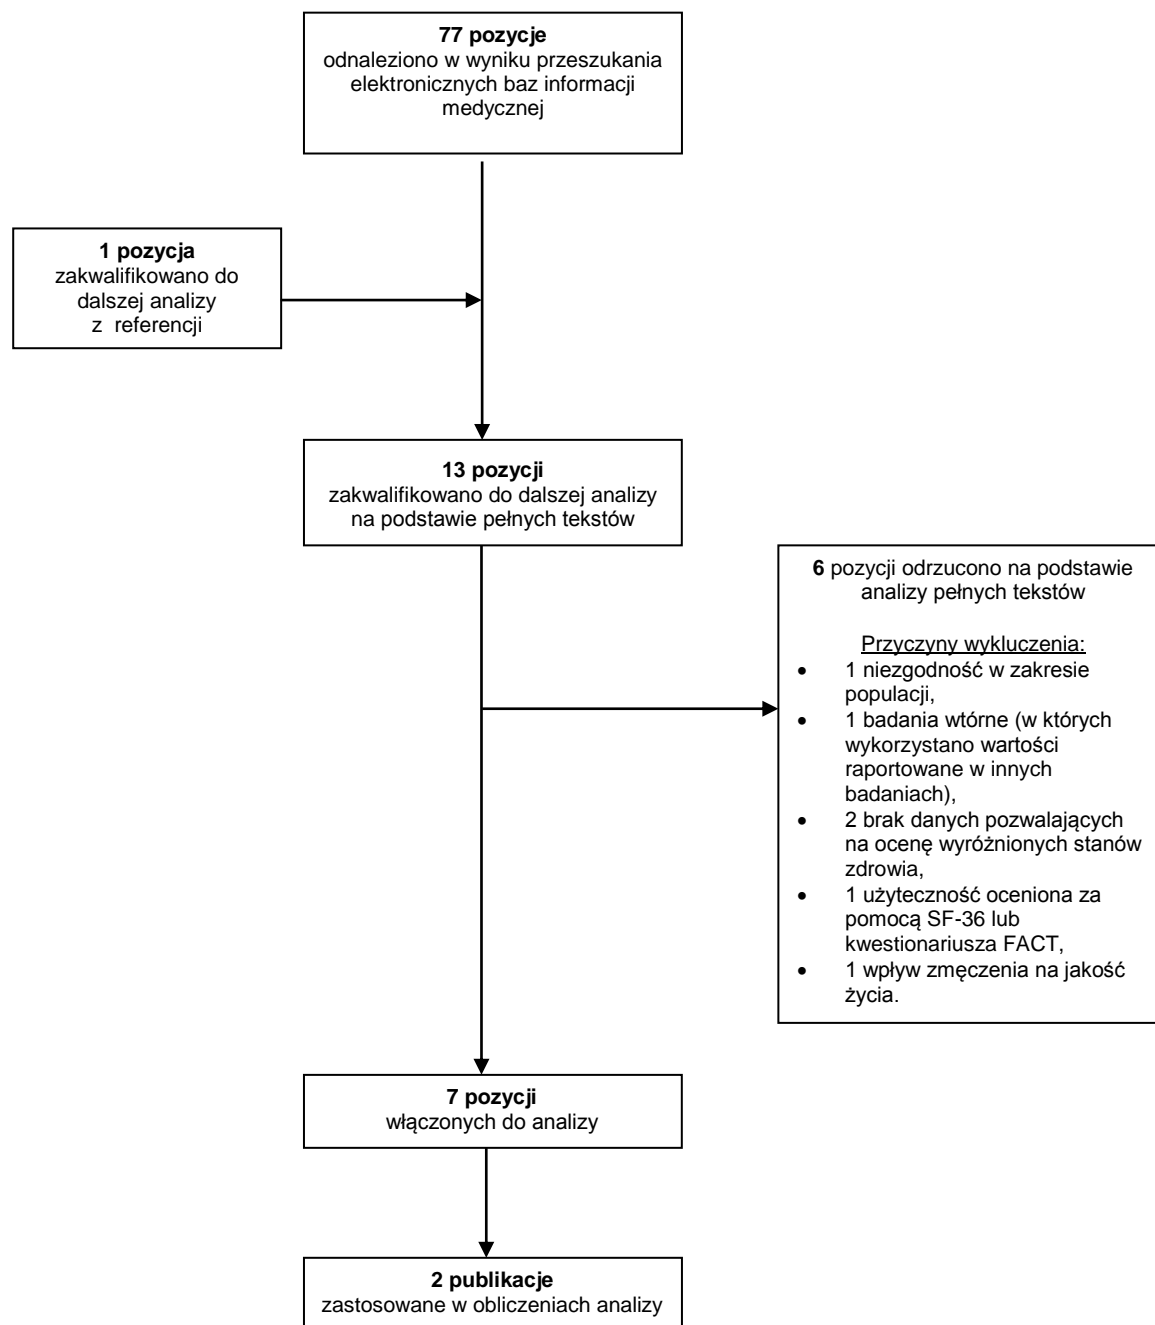 77 pozycje
odnaleziono w wyniku przeszukania
elektronicznych baz informacji
medycznej
1 pozycja
zakwalifikowano do
dalszej analizy
z referencji
13 pozycji
zakwalifikowano do dalszej analizy
na podstawie pełnych tekstów
6 pozycji odrzucono na podstawie
analizy pełnych tekstów
Przyczyny wykluczenia:
• 1 niezgodność w zakresie
populacji,
• 1 badania wtórne (w których
wykorzystano wartości
raportowane w innych
badaniach),
• 2 brak danych pozwalających
na ocenę wyróżnionych stanów
zdrowia,
• 1 użyteczność oceniona za
pomocą SF-36 lub
kwestionariusza FACT,
• 1 wpływ zmęczenia na jakość
życia.
7 pozycji
włączonych do analizy
2 publikacje
zastosowane w obliczeniach analizy